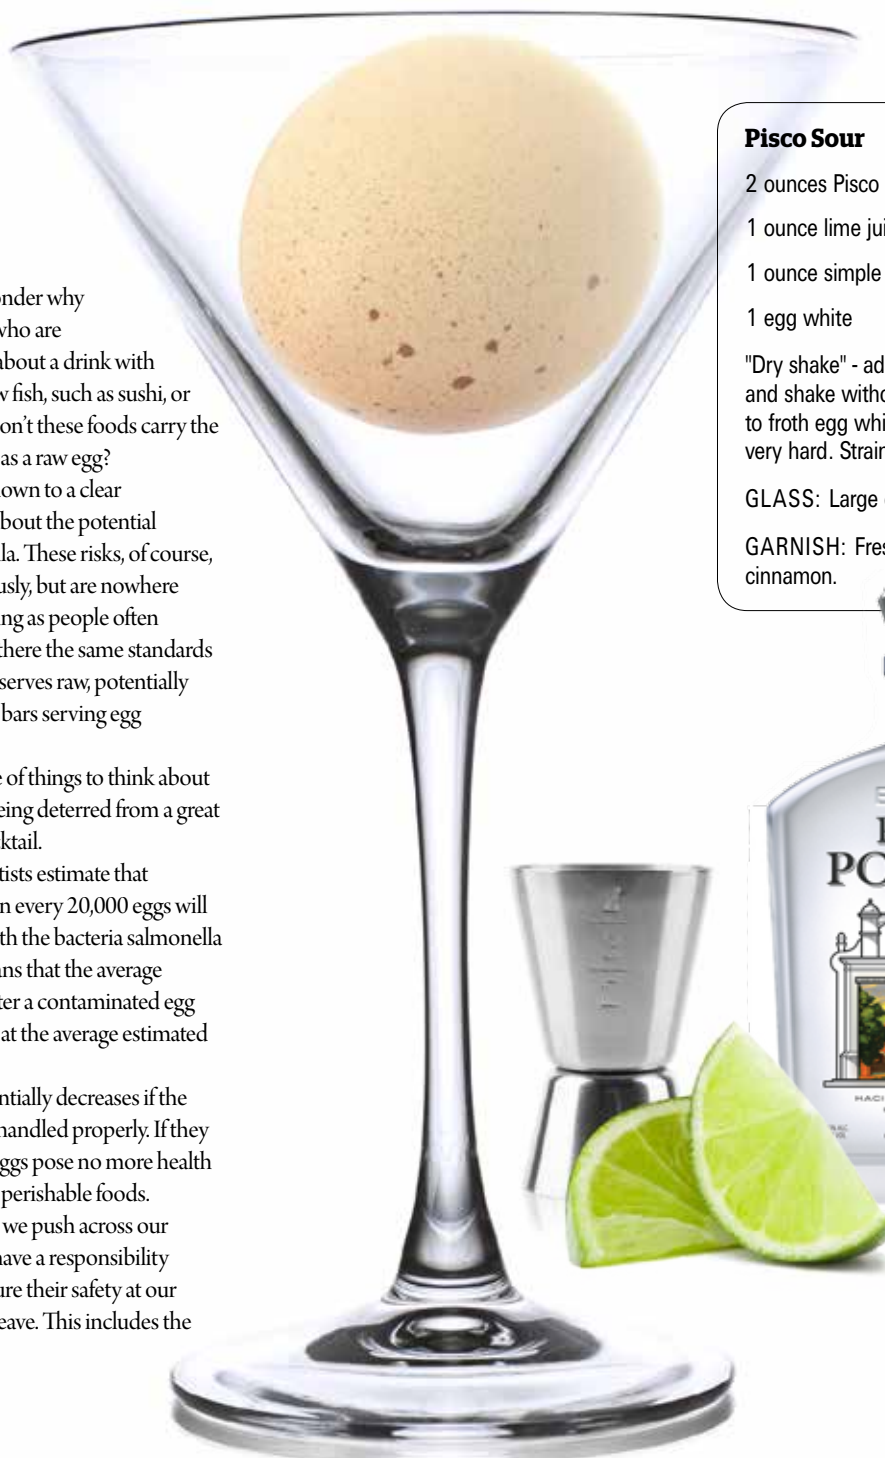 onder why
who are
about a drink with
w fish, such as sushi, or
on’t these foods carry the
as a raw egg?
down to a clear
bout the potential
la. These risks, of course,
usly, but are nowhere
ng as people often
there the same standards
serves raw, potentially
bars serving egg
e of things to think about
eing deterred from a great
ktail.
tists estimate that
n every 20,000 eggs will
th the bacteria salmonella
ans that the average
ter a contaminated egg
at the average estimated
ntially decreases if the
handled properly. If they
ggs pose no more health
perishable foods.
we push across our
have a responsibility
ure their safety at our
eave. This includes the
Pisco Sour
2 ounces Pisco
1 ounce lime jui
1 ounce simple
1 egg white
"Dry shake" - ad
and shake witho
to froth egg whi
very hard. Strain
GLASS: Large
GARNISH: Fres
cinnamon.
PO
HACI